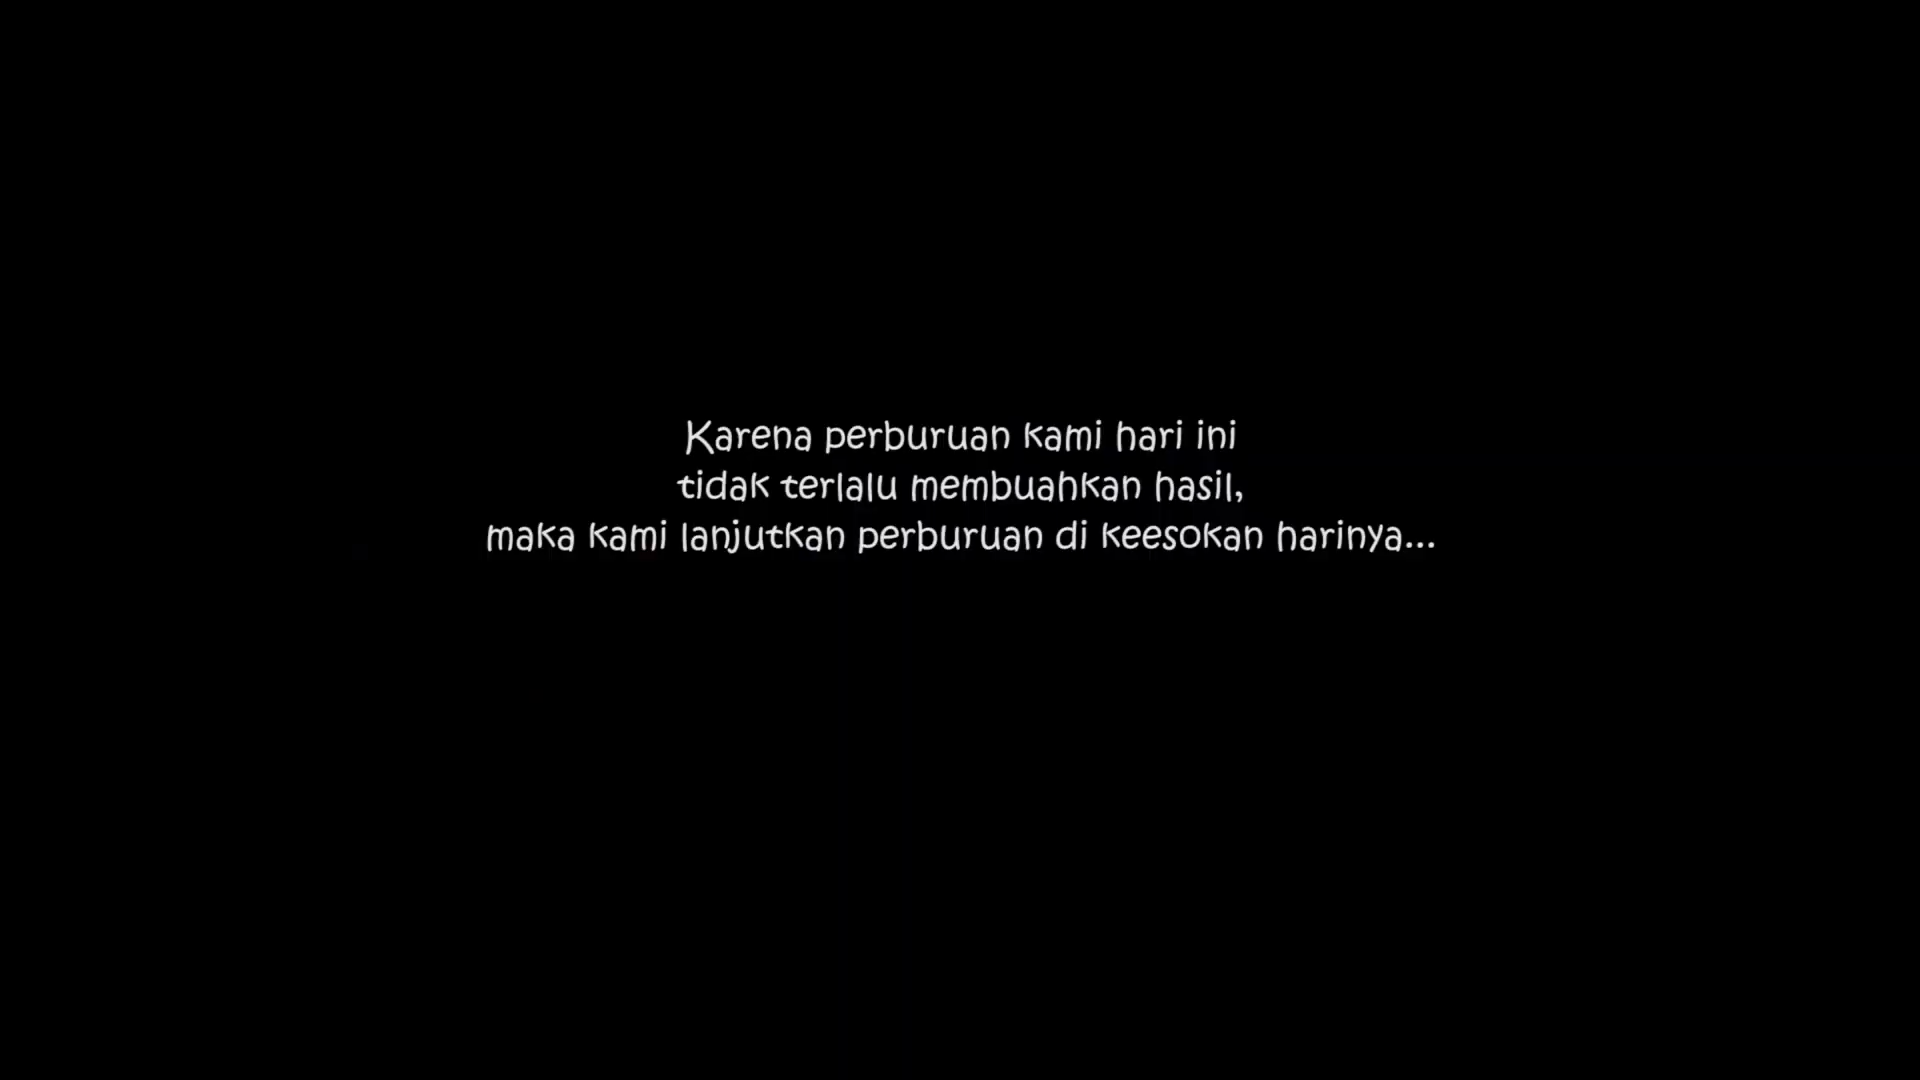 Karena perburuan kami hari ini
tidak terlalu membuahkan hasil,
maka kami lanjutkan perburuan di keesokan harinya...